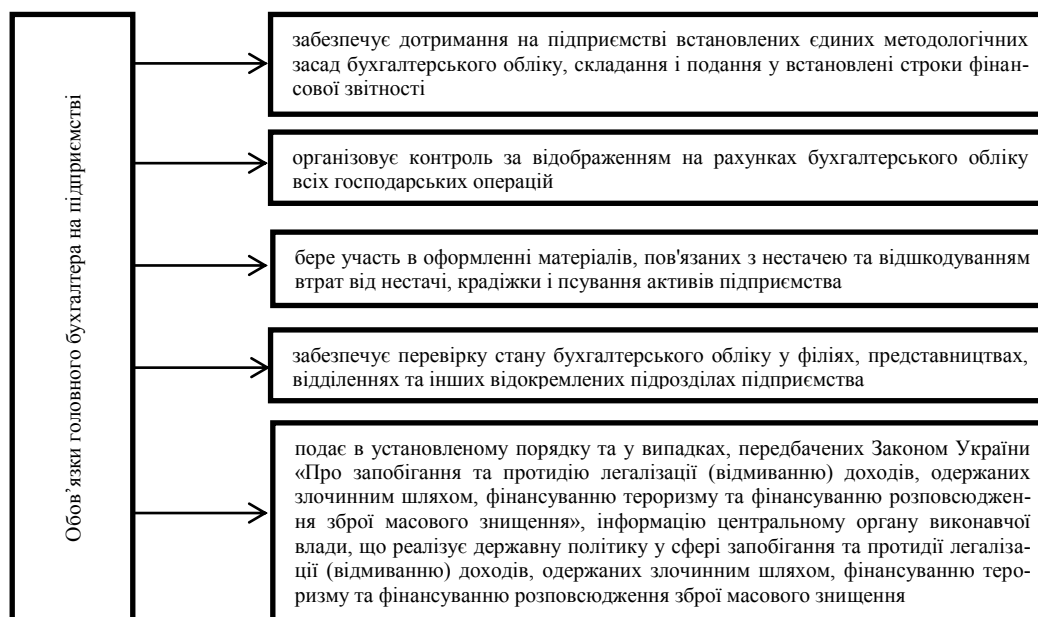 Обов’язки головного бухгалтера на підприємстві
забезпечує дотримання на підприємстві встановлених єдиних методологічних
засад бухгалтерського обліку, складання і подання у встановлені строки фінан-
сової звітності
організовує контроль за відображенням на рахунках бухгалтерського обліку
всіх господарських операцій
бере участь в оформленні матеріалів, пов'язаних з нестачею та відшкодуванням
втрат від нестачі, крадіжки і псування активів підприємства
забезпечує перевірку стану бухгалтерського обліку у філіях, представництвах,
відділеннях та інших відокремлених підрозділах підприємства
подає в установленому порядку та у випадках, передбачених Законом України
«Про запобігання та протидію легалізації (відмиванню) доходів, одержаних
злочинним шляхом, фінансуванню тероризму та фінансуванню розповсюджен-
ня зброї масового знищення», інформацію центральному органу виконавчої
влади, що реалізує державну політику у сфері запобігання та протидії легаліза-
ції (відмиванню) доходів, одержаних злочинним шляхом, фінансуванню теро-
ризму та фінансуванню розповсюдження зброї масового знищення